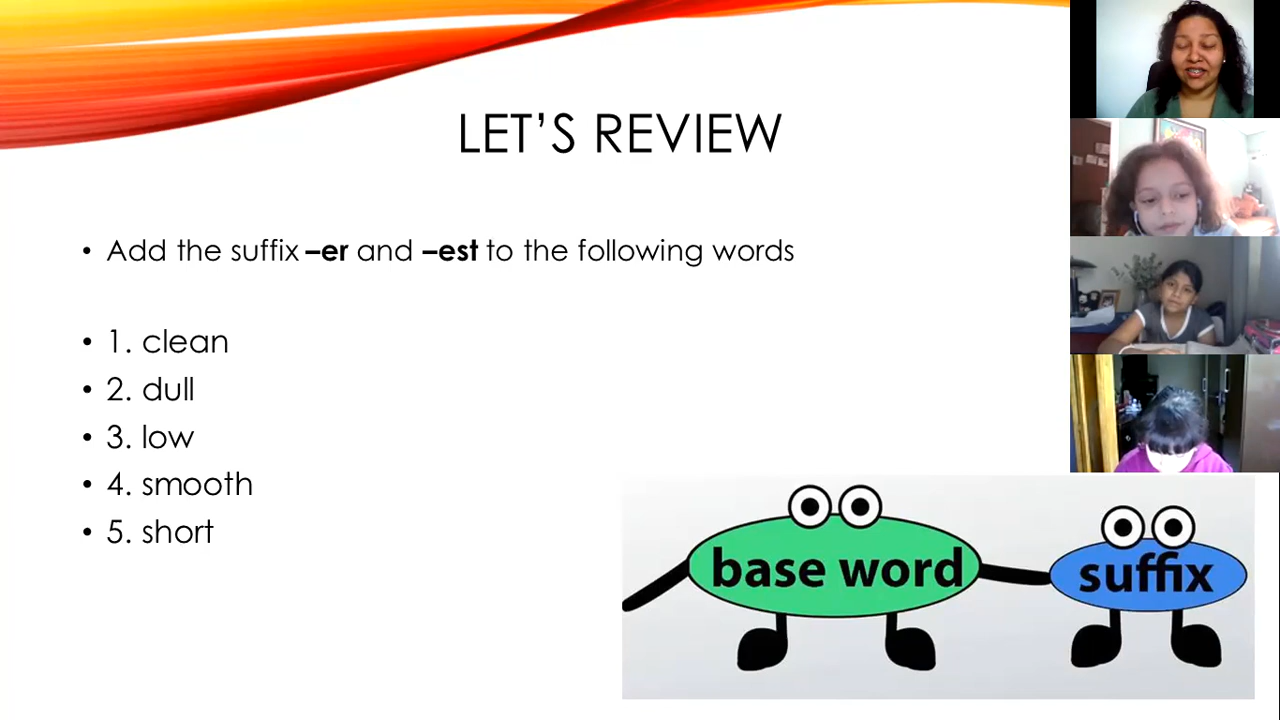 LET'S REVIEW
• Add the suffix –er and –est to the following words
• 1. clean
• 2. dull
• 3. low
• 4. smooth
• 5. short
base word
suffix